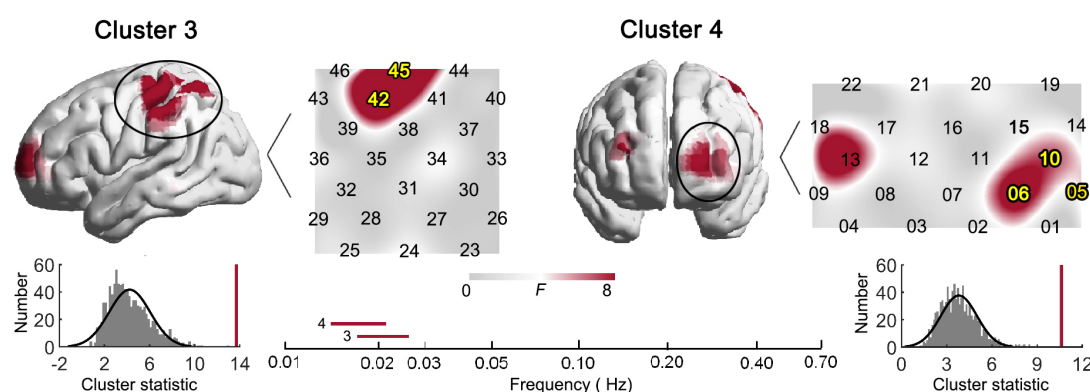 Cluster 3
Cluster 4
46 45 44
43 42 41 40
39 38 37
36 35 34 33
32 31 30
29 28 27 26
25 24 23
22 21 20 19
18 17 16 15 14
13 12 11 10
09 08 07 06 05
04 03 02 01
0 F 8
Number
60
40
20
0
-2 2 6 10 14
Cluster statistic
4
3
0.01 0.02 0.03 0.10 0.20 0.40 0.70
Frequency ( Hz)
Number
60
40
20
0
0 3 6 9 12
Cluster statistic